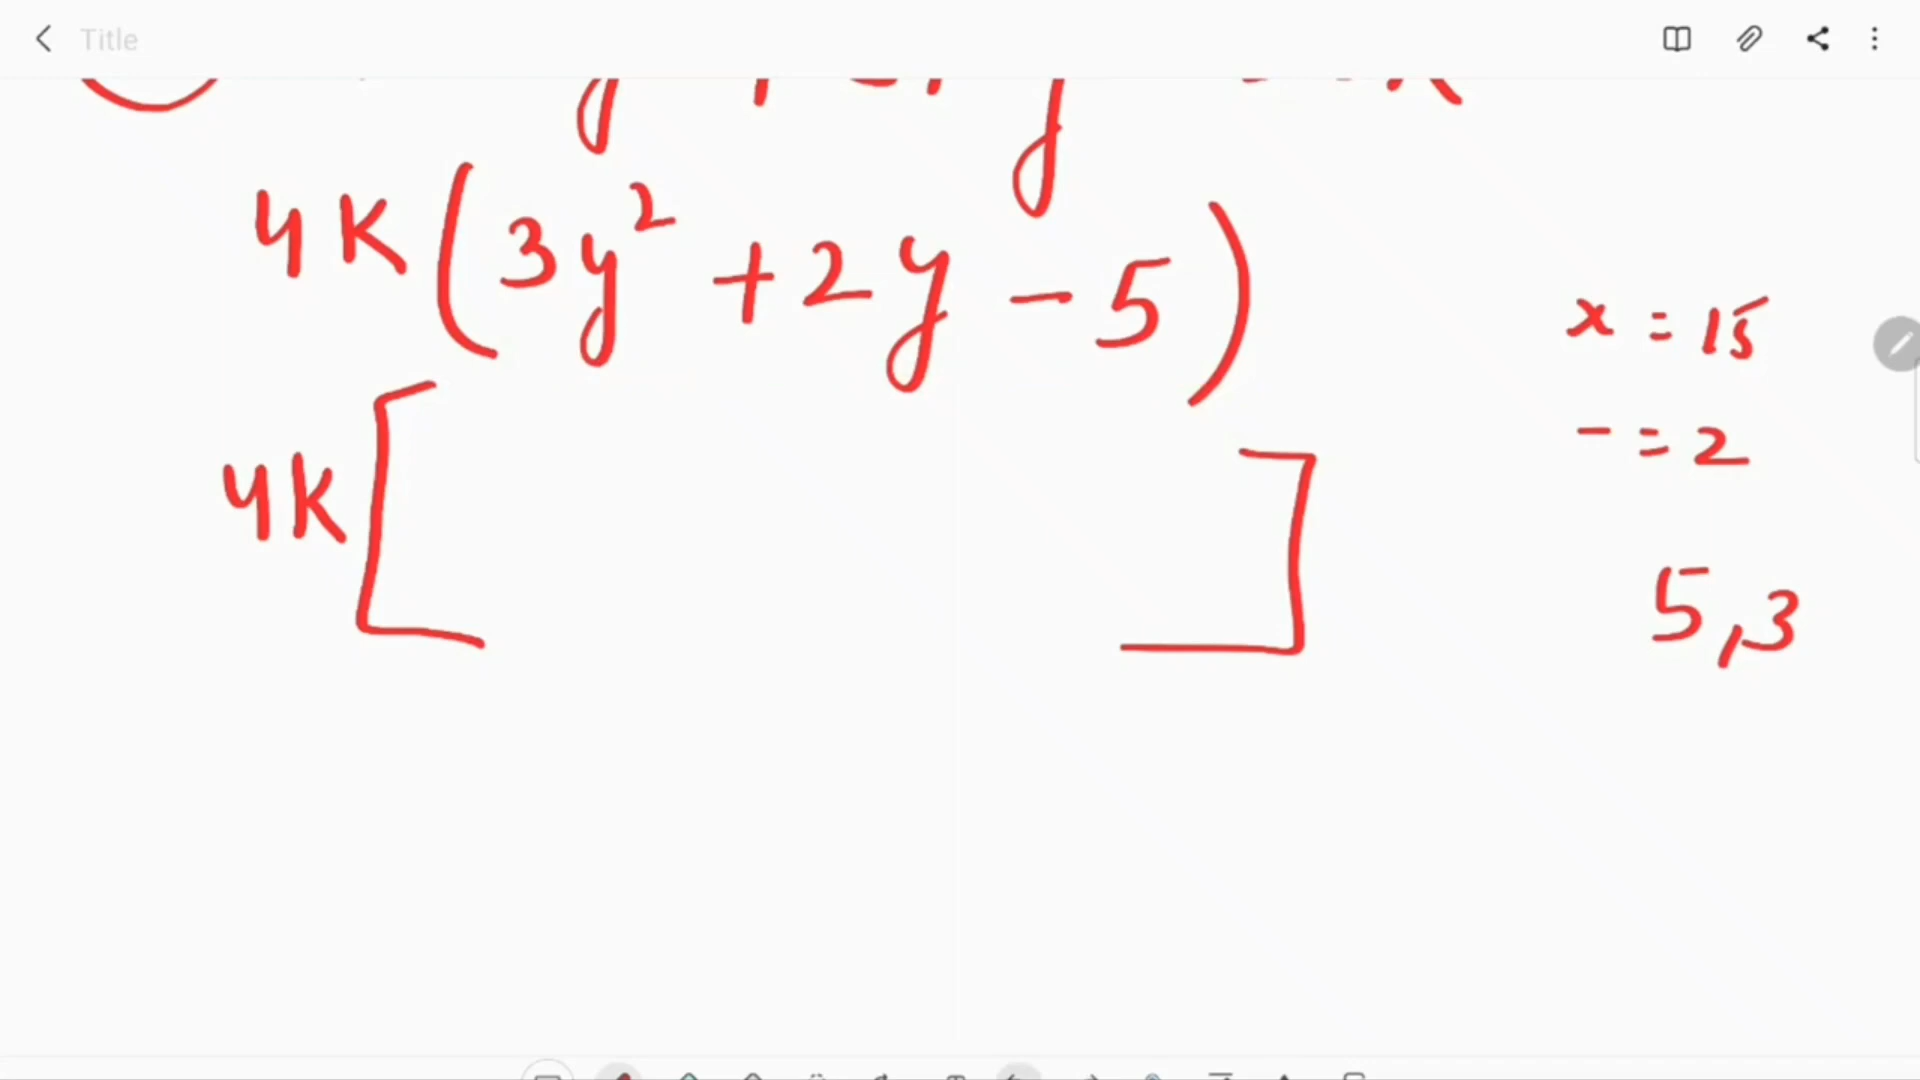 Title
4K(3y² + 2y - 5)
x = 15
- = 2
4K[ ]
5,3